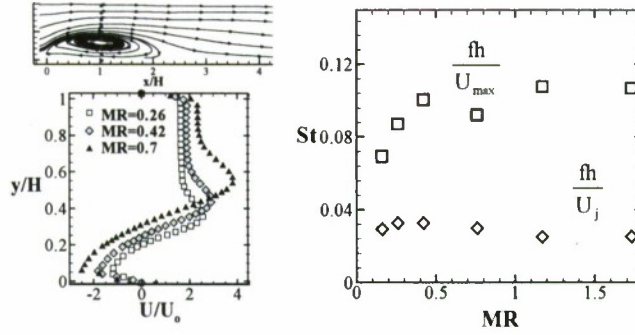 0 1 2 3 4
x/H
1
0.8
0.6
0.4
0.2
0
y/H
MR=0.26
MR=0.42
MR=0.7
-2 0 2 4
U/U₀
0.12
0.08
0.04
0
St
fh
U max
fh
U j
0 0.5 1 1.5
MR